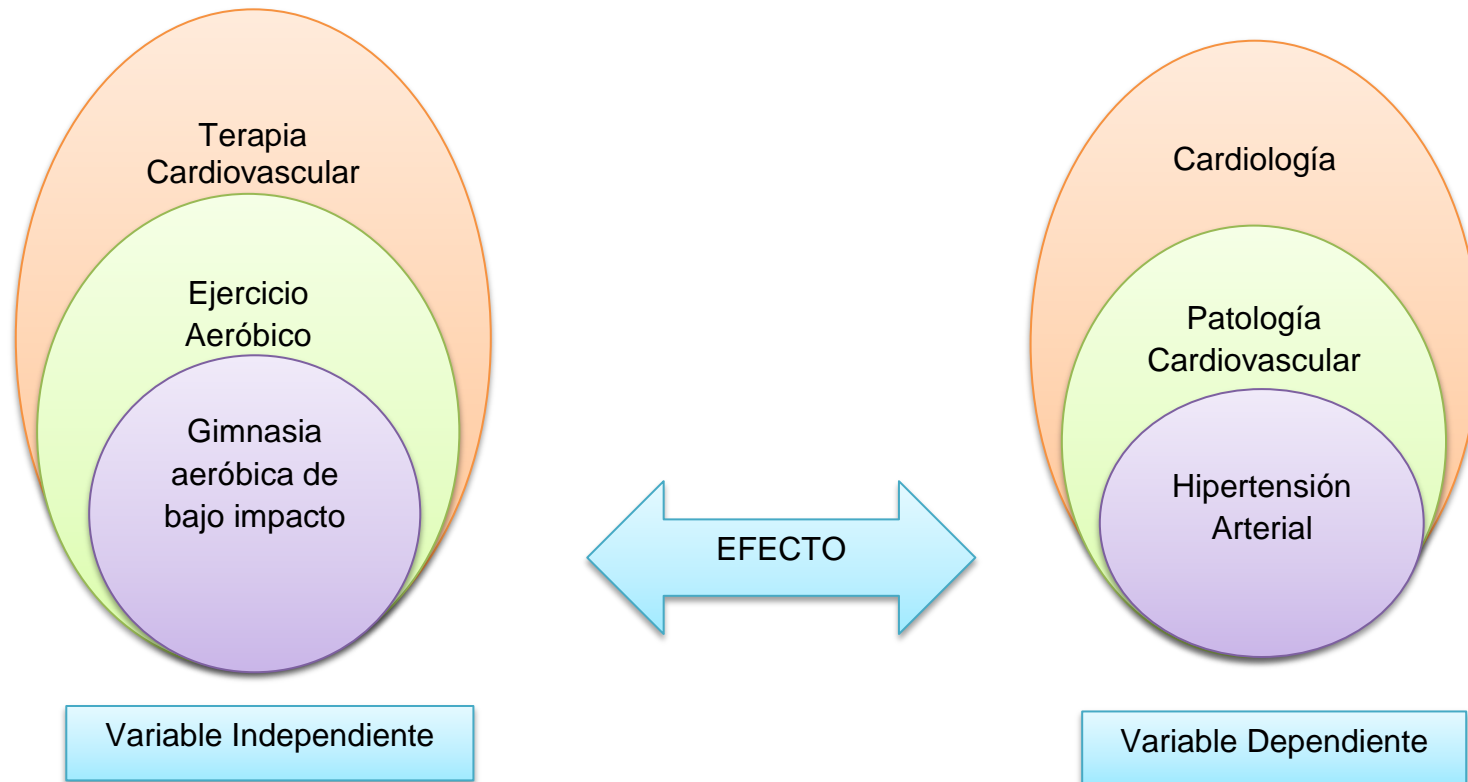 Terapia
Cardiovascular
Ejercicio
Aeróbico
Gimnasia
aeróbica de
bajo impacto
Variable Independiente
EFECTO
Cardiología
Patología
Cardiovascular
Hipertensión
Arterial
Variable Dependiente